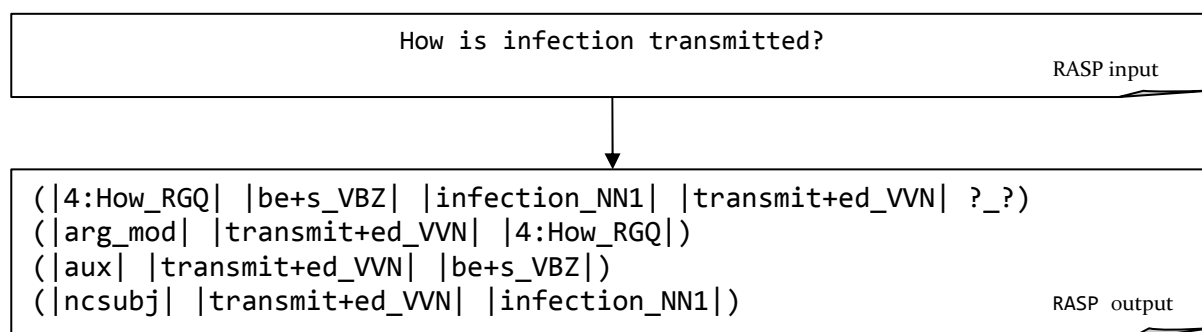 How is infection transmitted?
RASP input
(|4:How_RGQ| |be+s_VBZ| |infection_NN1| |transmit+ed_VVN| ?_?)
(|arg_mod| |transmit+ed_VVN| |4:How_RGQ|)
(|aux| |transmit+ed_VVN| |be+s_VBZ|)
(|ncsubj| |transmit+ed_VVN| |infection_NN1|)
RASP output